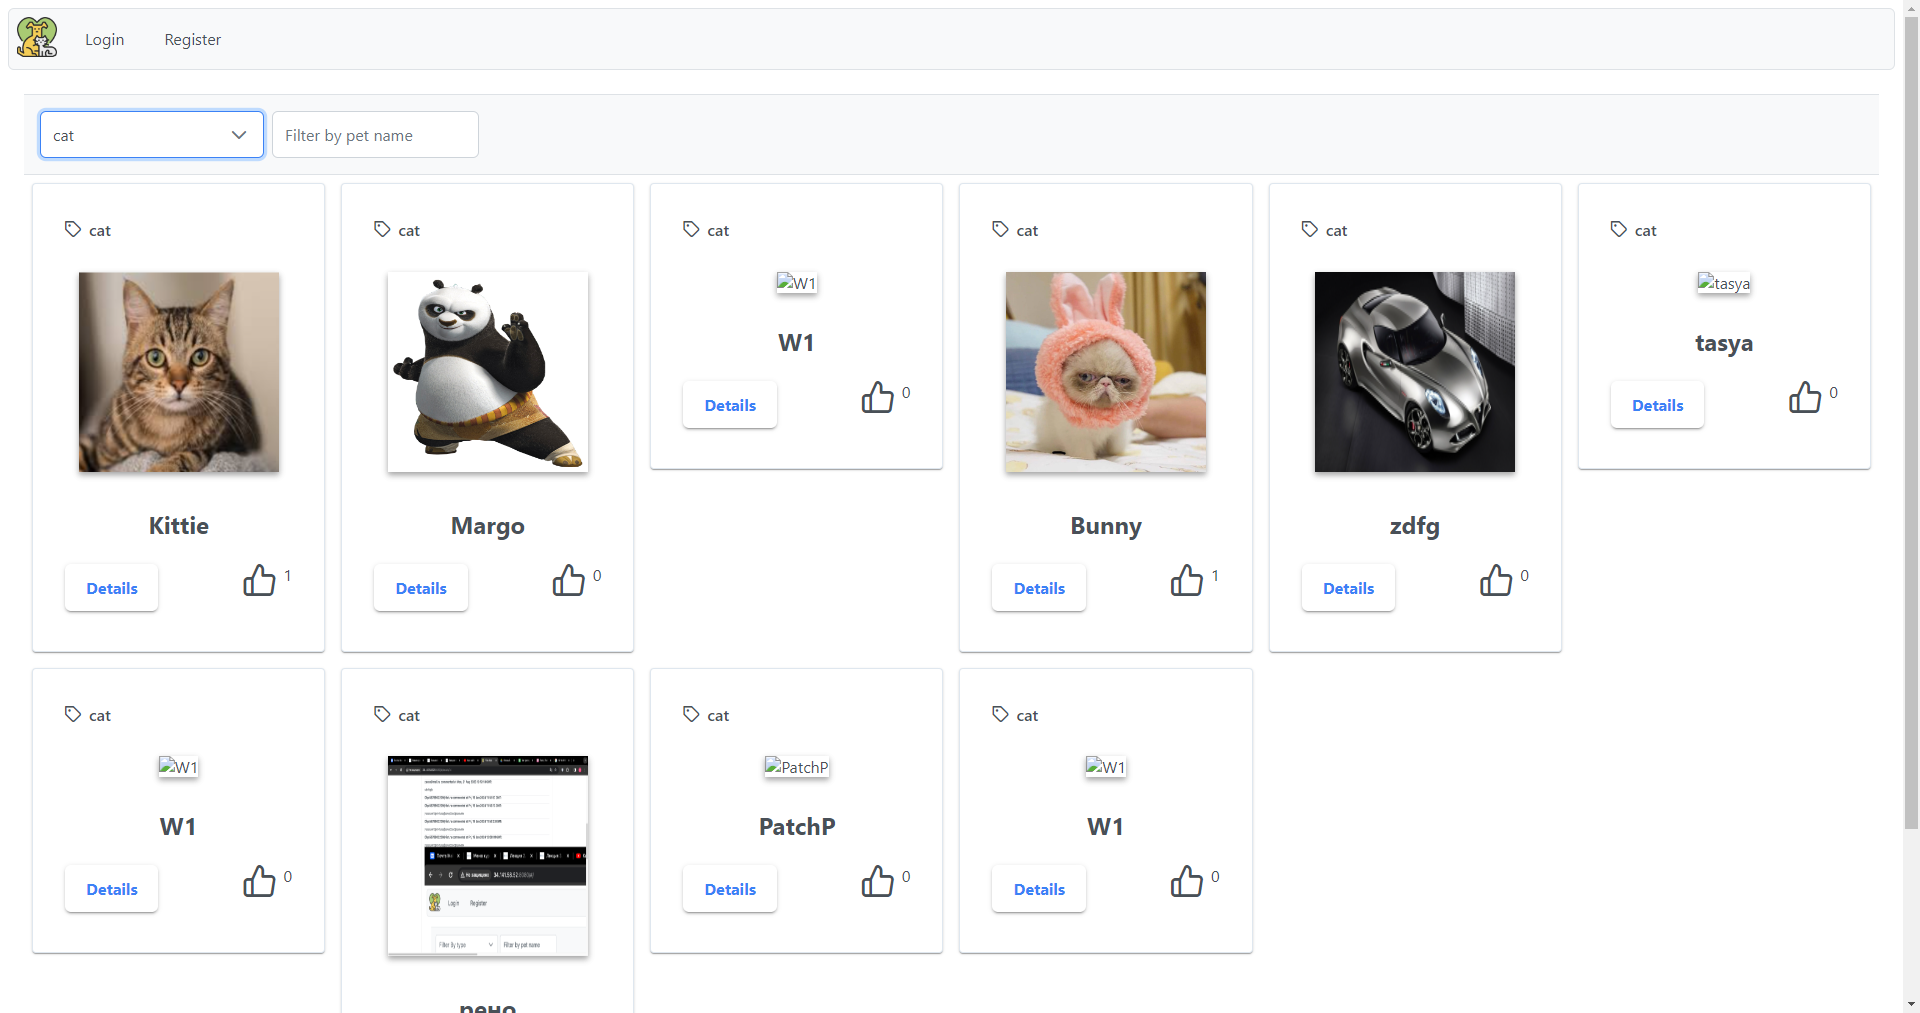 Login
Register
cat
Filter by pet name
cat
Kittie
Details
1
cat
Margo
Details
0
cat
W1
W1
Details
0
cat
Bunny
Details
1
cat
zdfg
Details
0
cat
tasya
tasya
Details
0
cat
W1
W1
Details
0
cat
Login
Register
Filter By type
Filter by pet name
рено
cat
PatchP
PatchP
Details
0
cat
W1
W1
Details
0